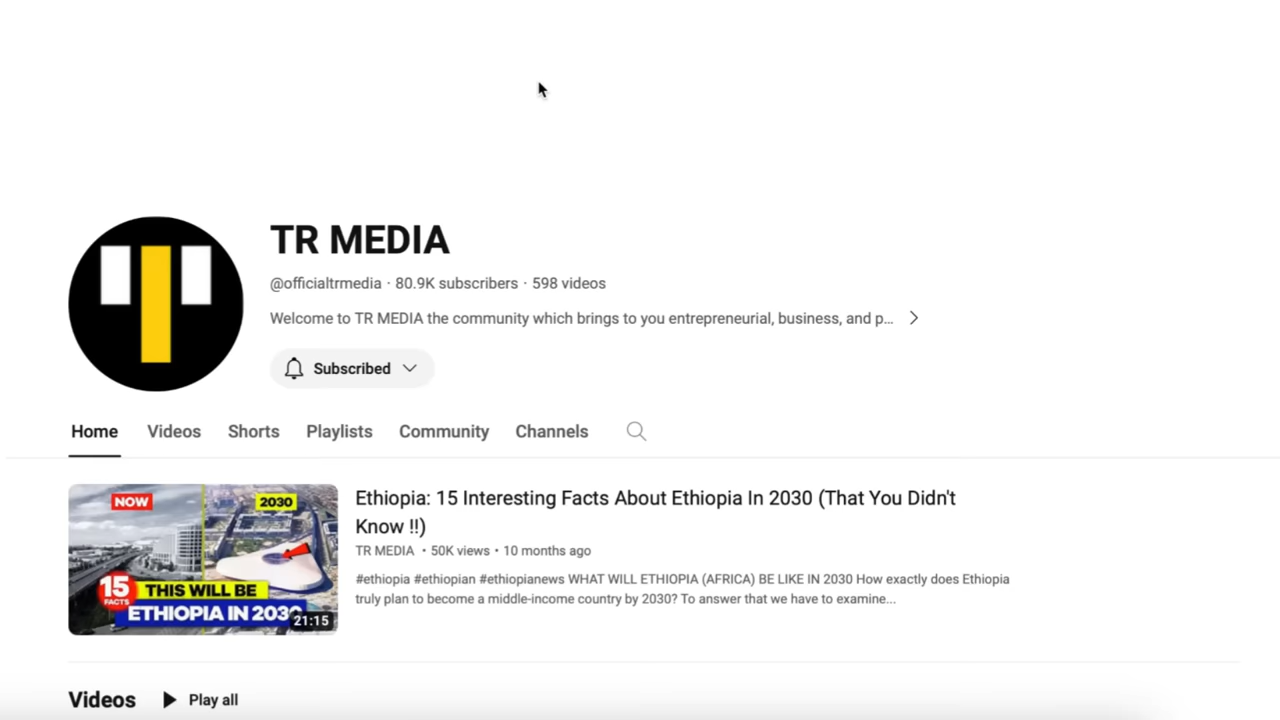 TR MEDIA
@officialtrmedia · 80.9K subscribers · 598 videos
Welcome to TR MEDIA the community which brings to you entrepreneurial, business, and p...
Subscribed
Home Videos Shorts Playlists Community Channels
NOW
2030
15
FACTS
THIS WILL BE
ETHIOPIA IN 2030
21:15
Ethiopia: 15 Interesting Facts About Ethiopia In 2030 (That You Didn't
Know !!)
TR MEDIA • 50K views • 10 months ago
#ethiopia #ethiopian #ethiopianews WHAT WILL ETHIOPIA (AFRICA) BE LIKE IN 2030 How exactly does Ethiopia
truly plan to become a middle-income country by 2030? To answer that we have to examine...
Videos Play all